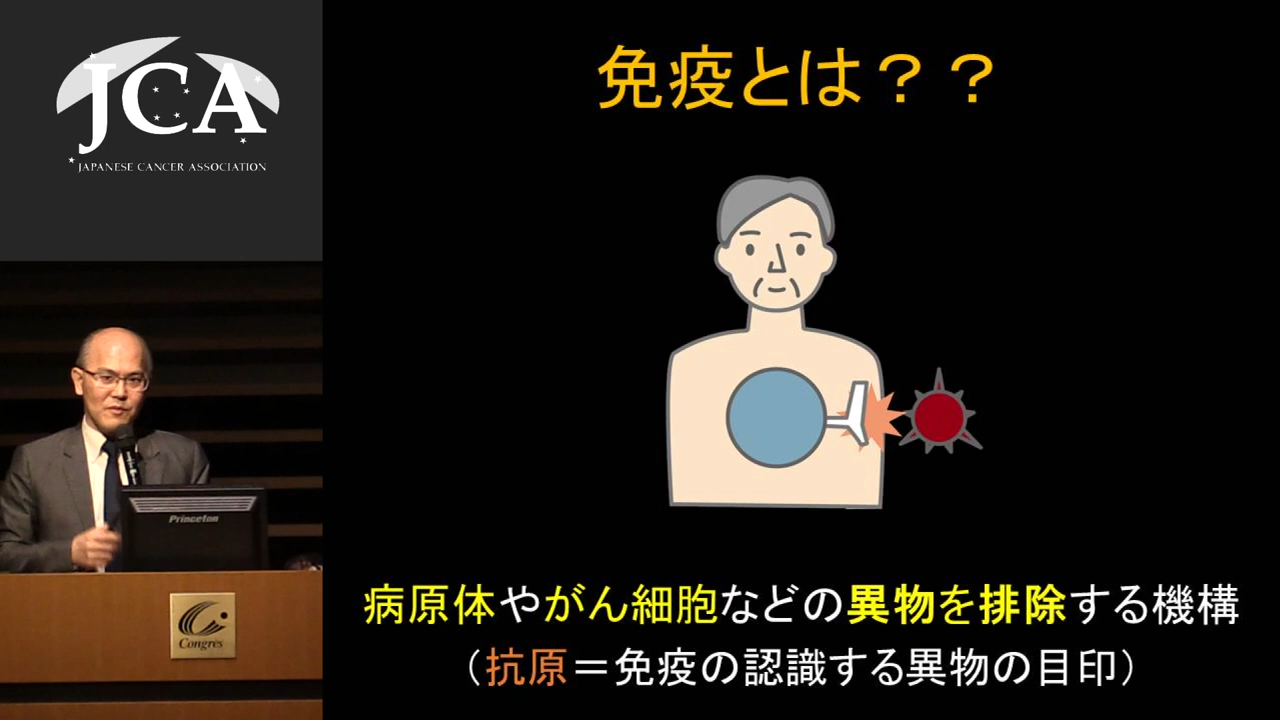 JCA
JAPANESE CANCER ASSOCIATION
免疫とは？？
Princeton
Congrès
病原体やがん細胞などの異物を排除する機構
（抗原＝免疫の認識する異物の目印）